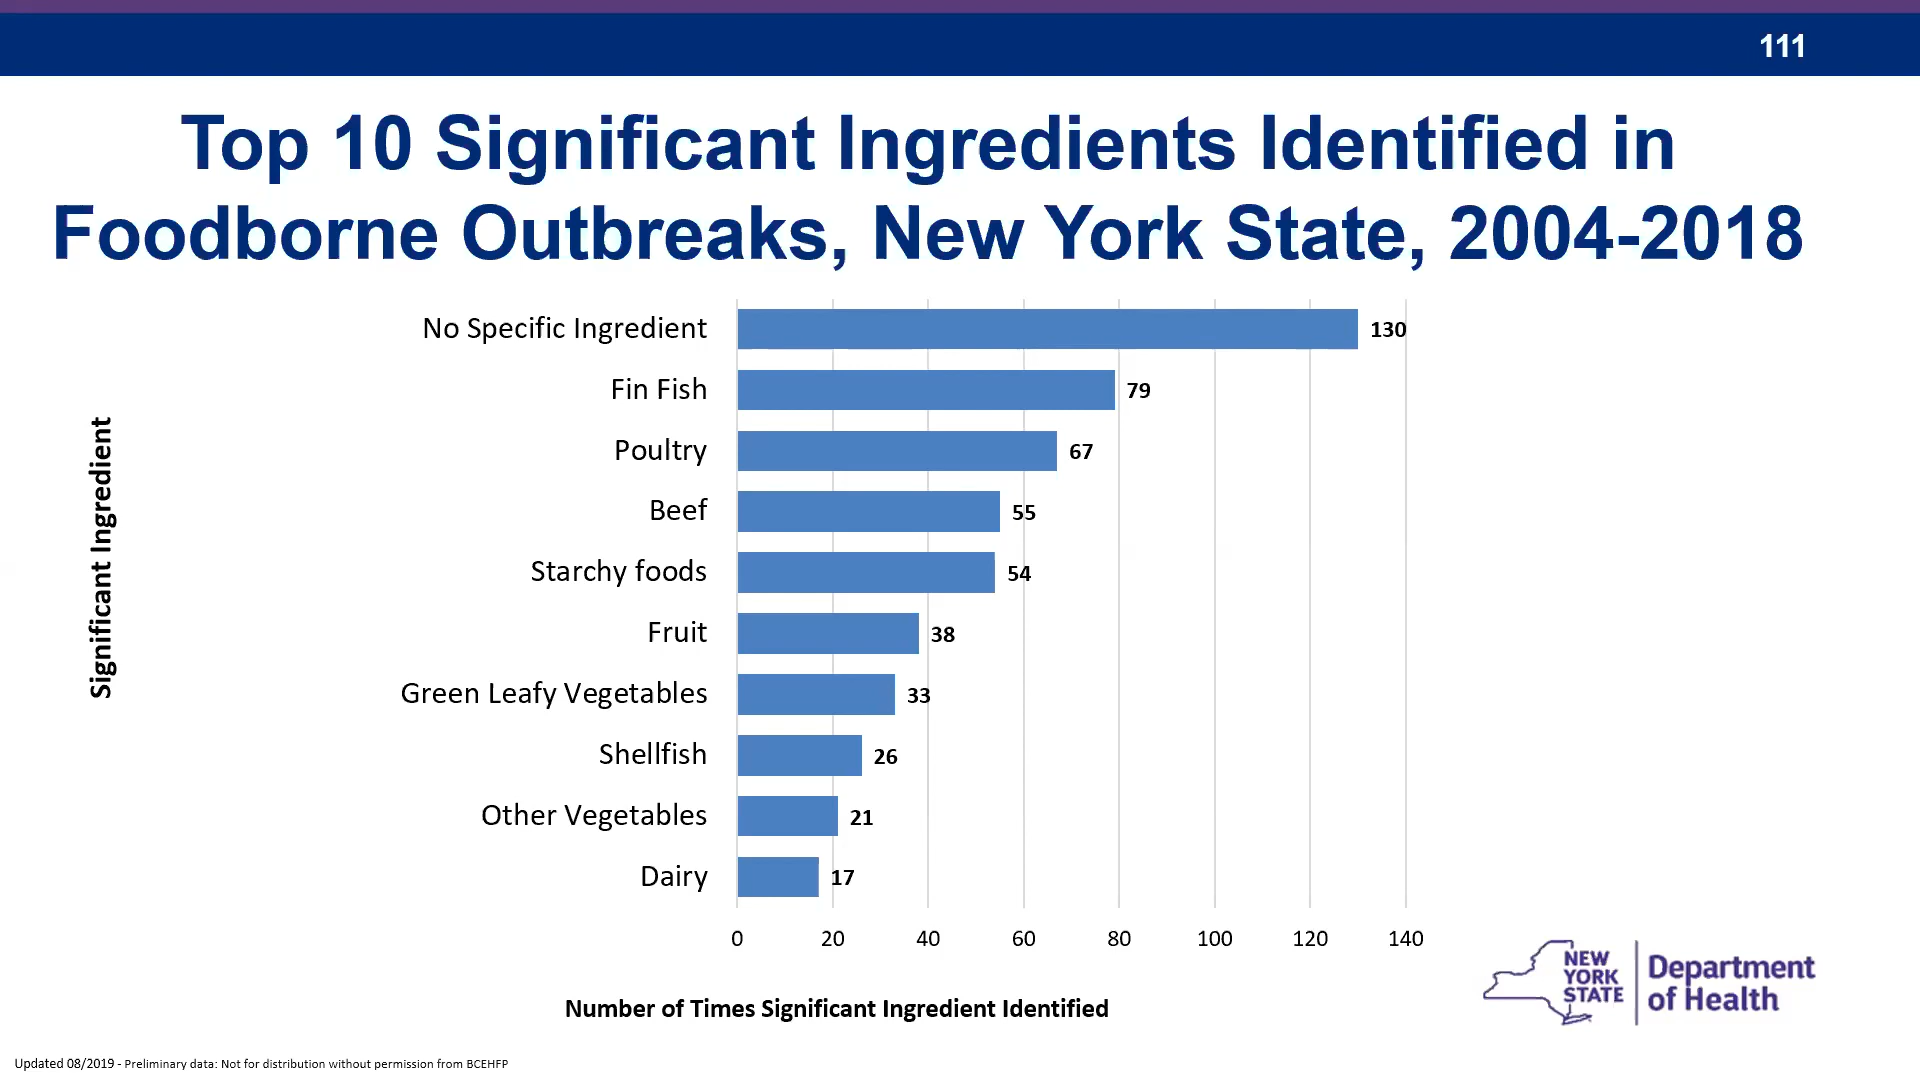 111
Top 10 Significant Ingredients Identified in
Foodborne Outbreaks, New York State, 2004-2018
Significant Ingredient
No Specific Ingredient 130
Fin Fish 79
Poultry 67
Beef 55
Starchy foods 54
Fruit 38
Green Leafy Vegetables 33
Shellfish 26
Other Vegetables 21
Dairy 17
0 20 40 60 80 100 120 140
Number of Times Significant Ingredient Identified
NEW
YORK
STATE
Department
of Health
Updated 08/2019 - Preliminary data: Not for distribution without permission from BCEHFP